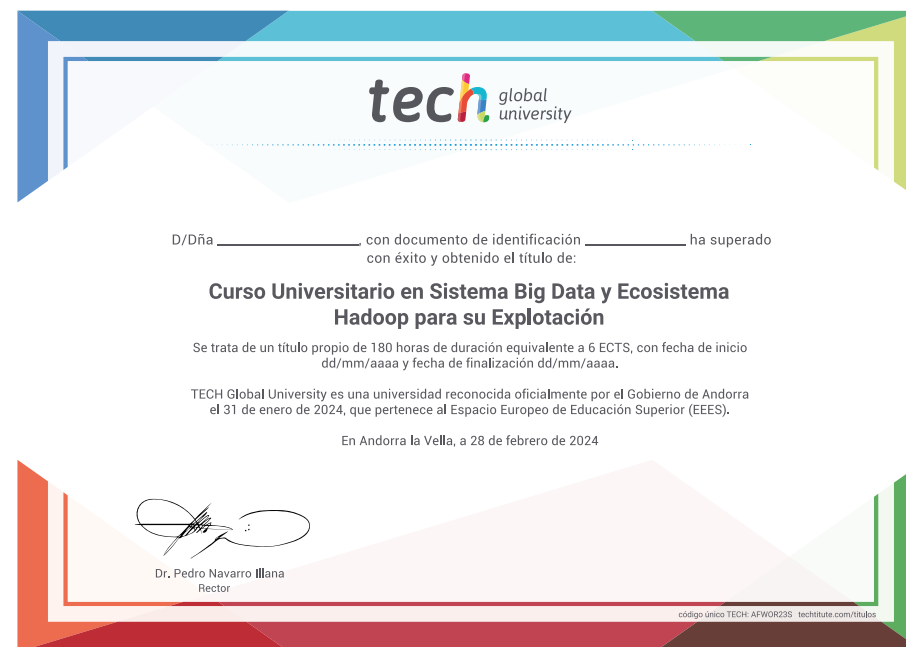 tech global university
D/Dña ____________, con documento de identificación ____________ ha superado
con éxito y obtenido el título de:
Curso Universitario en Sistema Big Data y Ecosistema
Hadoop para su Explotación
Se trata de un título propio de 180 horas de duración equivalente a 6 ECTS, con fecha de inicio
dd/mm/aaaa y fecha de finalización dd/mm/aaaa.
TECH Global University es una universidad reconocida oficialmente por el Gobierno de Andorra
el 31 de enero de 2024, que pertenece al Espacio Europeo de Educación Superior (EEES).
En Andorra la Vella, a 28 de febrero de 2024
Dr. Pedro Navarro Illana
Rector
código único TECH: AFWOR23S techtitute.com/titulos